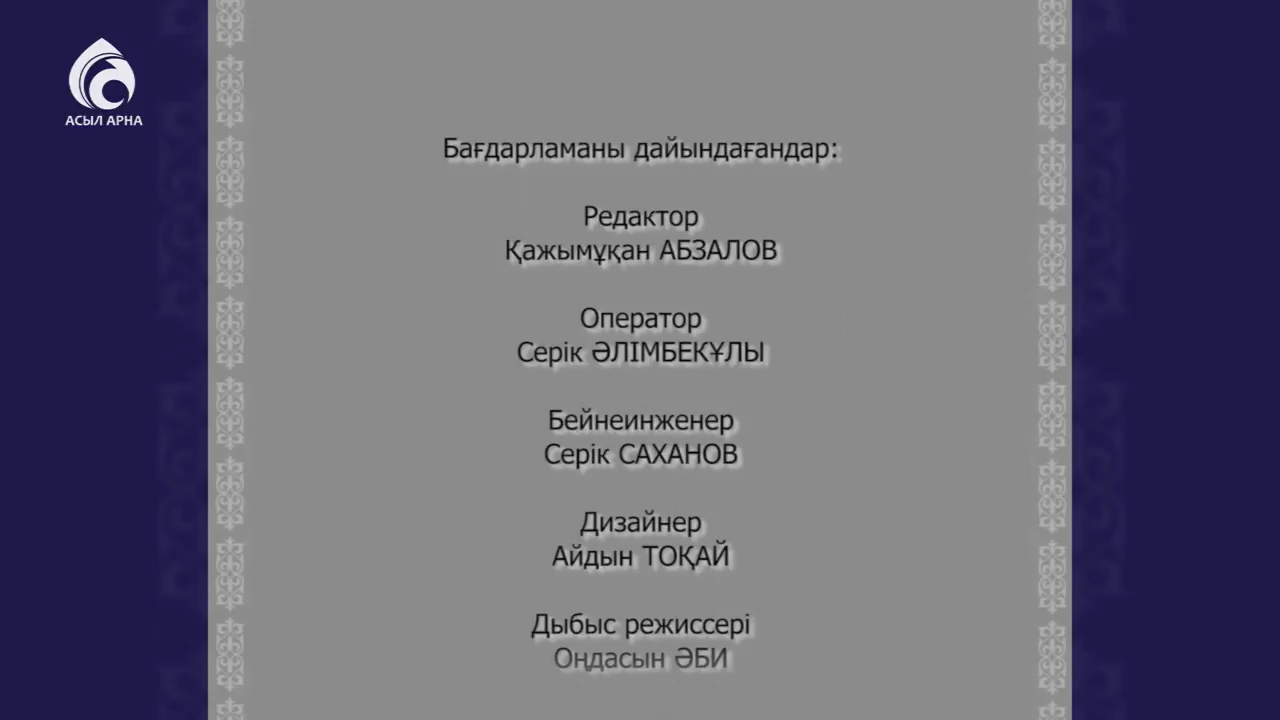 АСЫЛ АРНА
Бағдарламаны дайындағандар:
Редактор
Қажымұқан АБЗАЛОВ
Оператор
Серік ӘЛІМБЕКҰЛЫ
Бейнеинженер
Серік САХАНОВ
Дизайнер
Айдын ТОҚАЙ
Дыбыс режиссері
Оңдасын ӘБИ